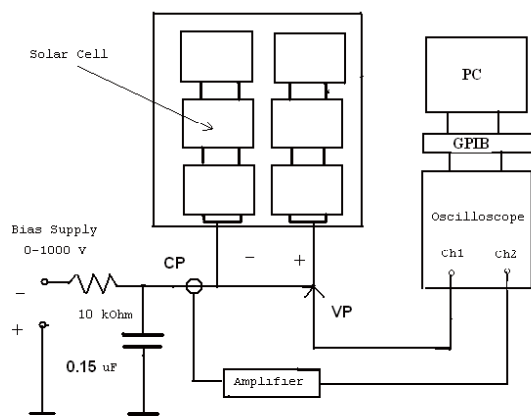 Solar Cell
PC
GPIB
Oscilloscope
Ch1
Ch2
Bias Supply
0-1000 V
CP
-
+
-
+
10 kOhm
VP
0.15 uF
Amplifier